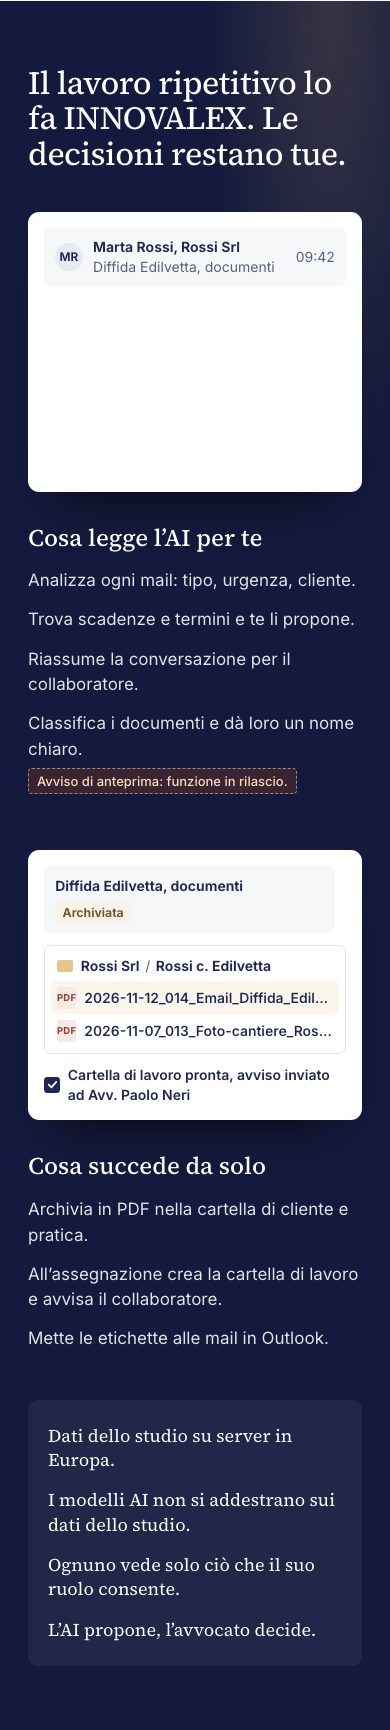 Il lavoro ripetitivo lo
fa INNOVALEX. Le
decisioni restano tue.
MR
Marta Rossi, Rossi Srl
Diffida Edilvetta, documenti
09:42
Cosa legge l’AI per te
Analizza ogni mail: tipo, urgenza, cliente.
Trova scadenze e termini e te li propone.
Riassume la conversazione per il
collaboratore.
Classifica i documenti e dà loro un nome
chiaro.
Avviso di anteprima: funzione in rilascio.
Diffida Edilvetta, documenti
Archiviata
Rossi Srl / Rossi c. Edilvetta
PDF 2026-11-12_014_Email_Diffida_Edil...
PDF 2026-11-07_013_Foto-cantiere_Ros...
Cartella di lavoro pronta, avviso inviato
ad Avv. Paolo Neri
Cosa succede da solo
Archivia in PDF nella cartella di cliente e
pratica.
All’assegnazione crea la cartella di lavoro
e avvisa il collaboratore.
Mette le etichette alle mail in Outlook.
Dati dello studio su server in
Europa.
I modelli AI non si addestrano sui
dati dello studio.
Ognuno vede solo ciò che il suo
ruolo consente.
L’AI propone, l’avvocato decide.